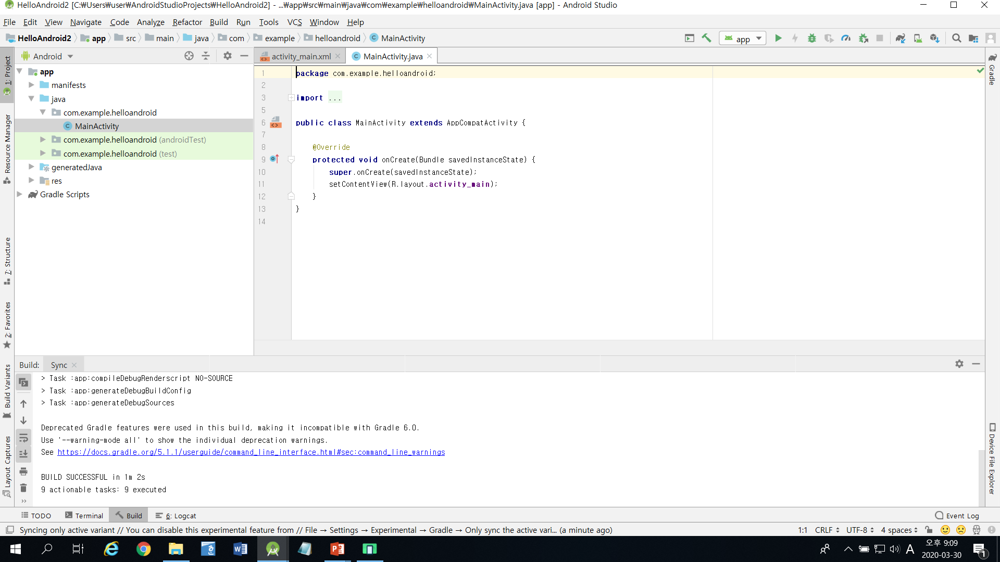 HelloAndroid2 [C:₩Users₩user₩AndroidStudioProjects₩HelloAndroid2] - ...₩app₩src₩main₩java₩com₩example₩helloandroid₩MainActivity.java [app] - Android Studio
File Edit View Navigate Code Analyze Refactor Build Run Tools VCS Window Help
HelloAndroid2 app src main java com example helloandroid MainActivity
app
Android
activity_main.xml MainActivity.java
app
manifests
java
com.example.helloandroid
MainActivity
com.example.helloandroid (androidTest)
com.example.helloandroid (test)
generatedJava
res
Gradle Scripts
1 package com.example.helloandroid;
2
3 import ...
5
6 public class MainActivity extends AppCompatActivity {
7
8 @Override
9 protected void onCreate(Bundle savedInstanceState) {
10 super.onCreate(savedInstanceState);
11 setContentView(R.layout.activity_main);
12 }
13 }
14
1: Project
Resource Manager
7: Structure
2: Favorites
Build Variants
Layout Captures
Gradle
Device File Explorer
Build: Sync
> Task :app:compileDebugRenderscript NO-SOURCE
> Task :app:generateDebugBuildConfig
> Task :app:generateDebugSources
Deprecated Gradle features were used in this build, making it incompatible with Gradle 6.0.
Use '--warning-mode all' to show the individual deprecation warnings.
See https://docs.gradle.org/5.1.1/userguide/command_line_interface.html#sec:command_line_warnings
BUILD SUCCESSFUL in 1m 2s
9 actionable tasks: 9 executed
TODO Terminal Build 6: Logcat Event Log
Syncing only active variant // You can disable this experimental feature from // File → Settings → Experimental → Gradle → Only sync the active vari... (a minute ago) 1:1 CRLF UTF-8 4 spaces
A 오후 9:09
2020-03-30
1